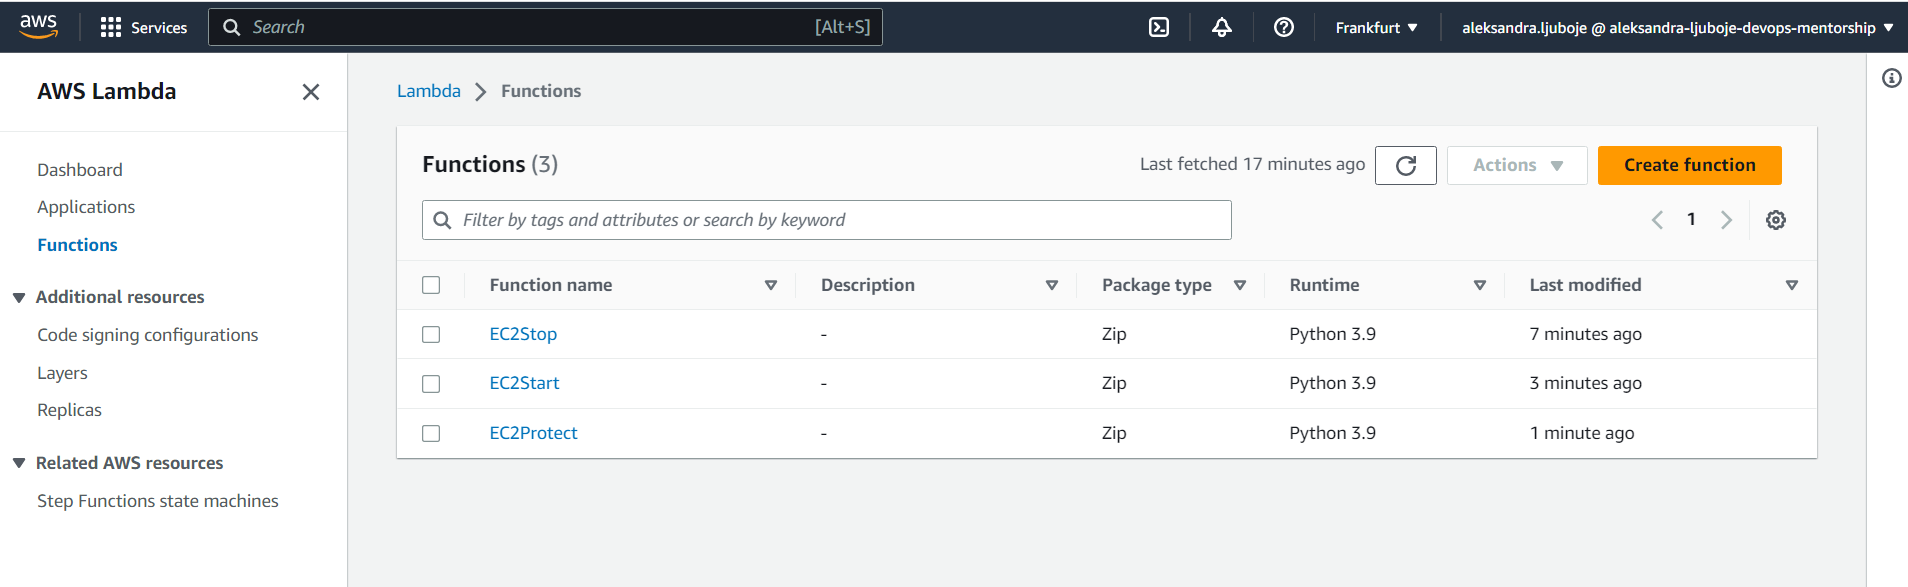 aws Services Search [Alt+S] Frankfurt aleksandra.ljuboje @ aleksandra-ljuboje-devops-mentorship
AWS Lambda
Dashboard
Applications
Functions
Additional resources
Code signing configurations
Layers
Replicas
Related AWS resources
Step Functions state machines
Lambda Functions
Functions (3) Last fetched 17 minutes ago Actions Create function
Filter by tags and attributes or search by keyword 1
Function name Description Package type Runtime Last modified
EC2Stop - Zip Python 3.9 7 minutes ago
EC2Start - Zip Python 3.9 3 minutes ago
EC2Protect - Zip Python 3.9 1 minute ago